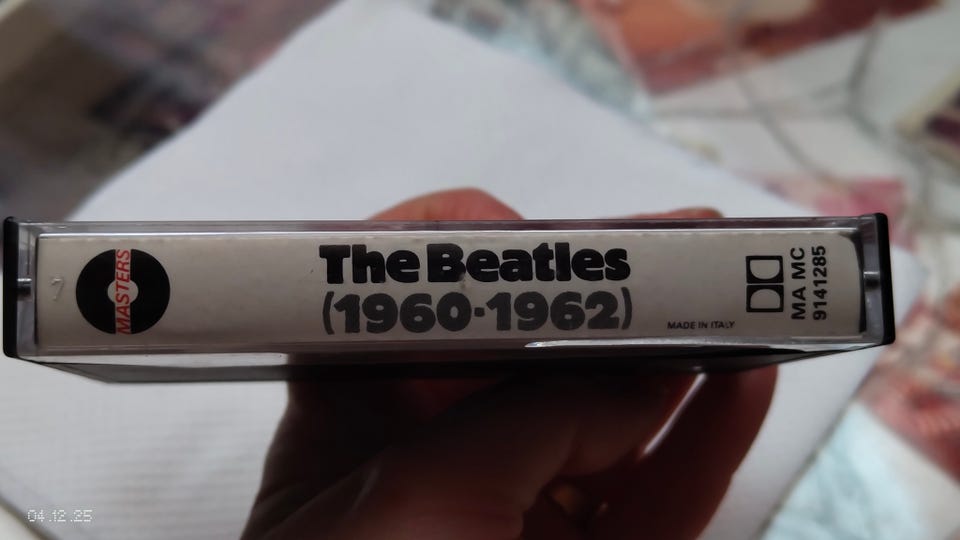 MASTERS
The Beatles
(1960-1962)
MADE IN ITALY
MA MC
9141285
04.12.25